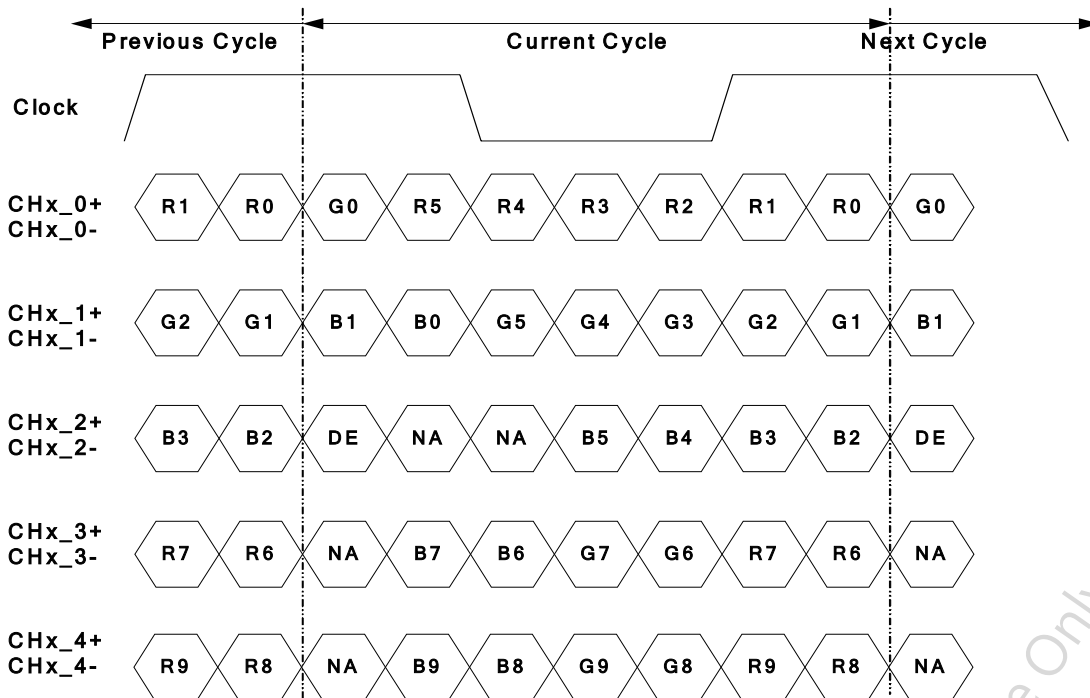 Previous Cycle Current Cycle Next Cycle
Clock
CHx_0+
CHx_0-
R1 R0 G0 R5 R4 R3 R2 R1 R0 G0
CHx_1+
CHx_1-
G2 G1 B1 B0 G5 G4 G3 G2 G1 B1
CHx_2+
CHx_2-
B3 B2 DE NA NA B5 B4 B3 B2 DE
CHx_3+
CHx_3-
R7 R6 NA B7 B6 G7 G6 R7 R6 NA
CHx_4+
CHx_4-
R9 R8 NA B9 B8 G9 G8 R9 R8 NA
Only